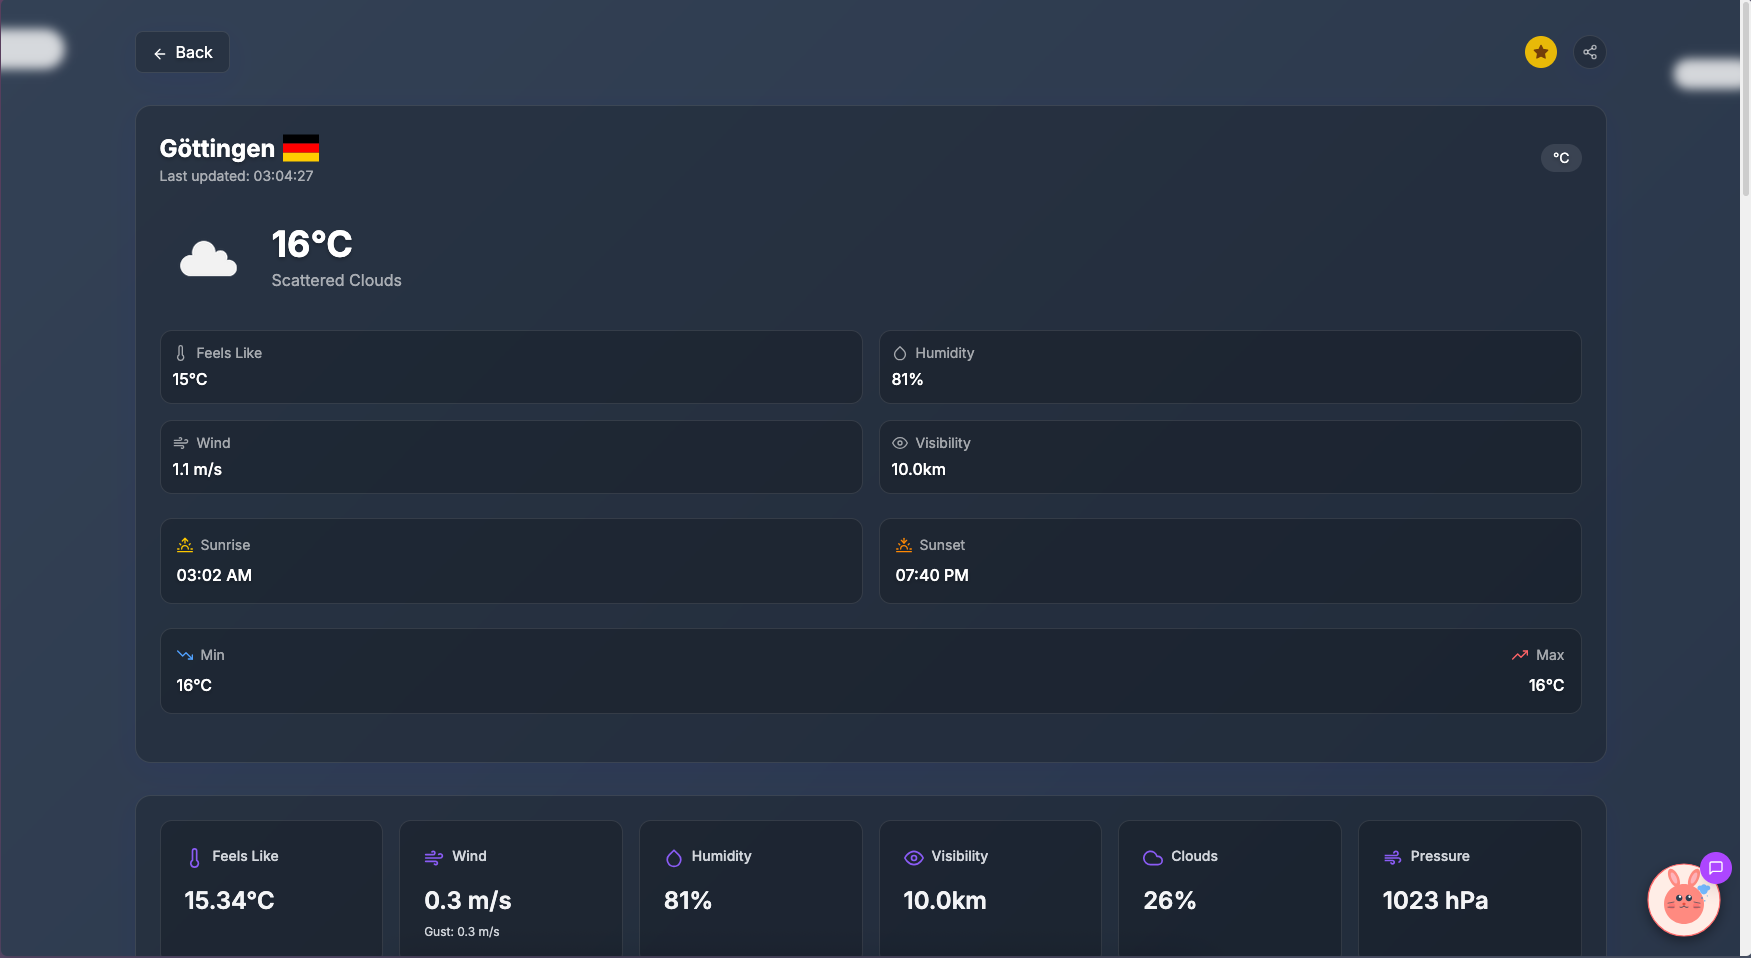 Back
Göttingen
Last updated: 03:04:27
°C
16°C
Scattered Clouds
Feels Like
15°C
Humidity
81%
Wind
1.1 m/s
Visibility
10.0km
Sunrise
03:02 AM
Sunset
07:40 PM
Min
16°C
Max
16°C
Feels Like
15.34°C
Wind
0.3 m/s
Gust: 0.3 m/s
Humidity
81%
Visibility
10.0km
Clouds
26%
Pressure
1023 hPa